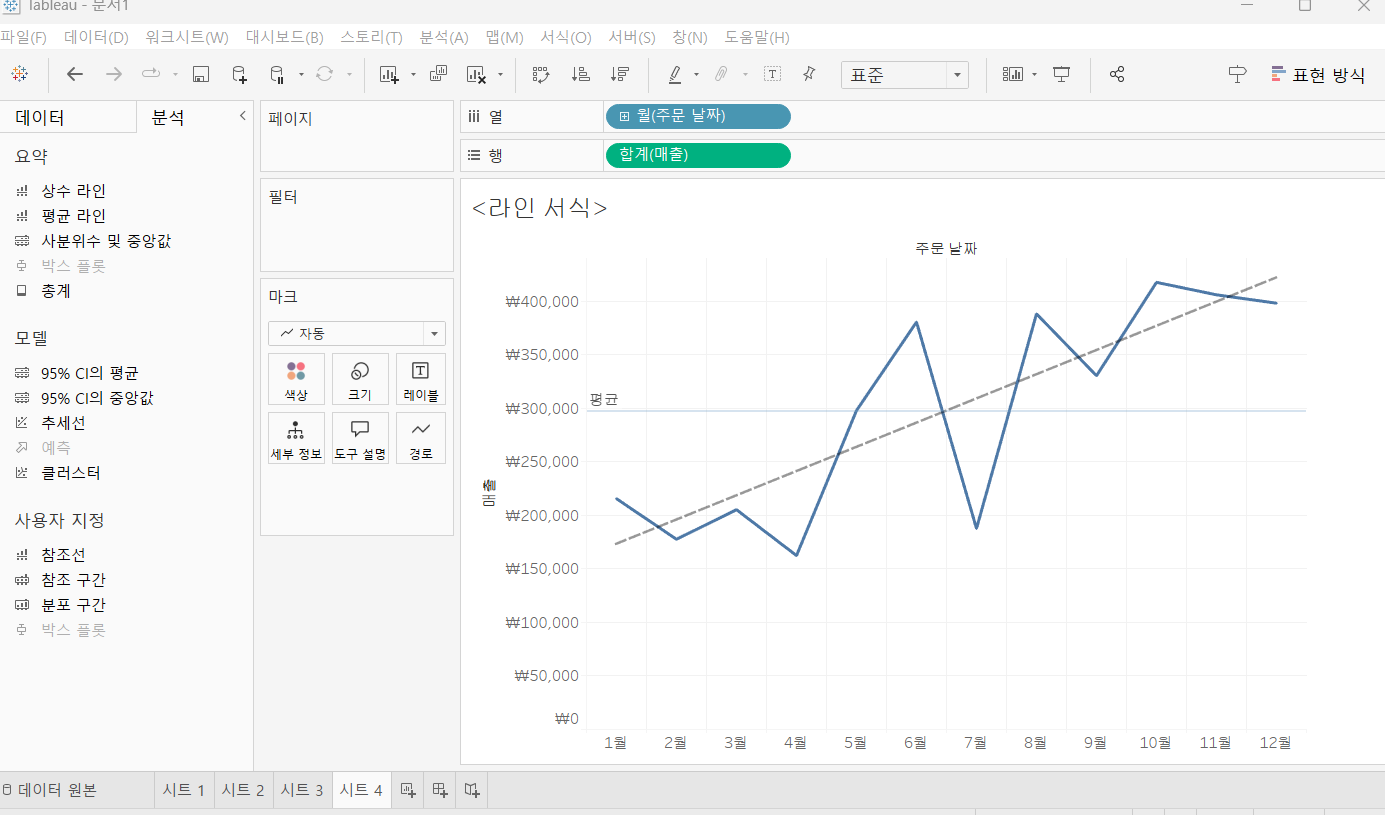 Tableau - 문서1
파일(F) 데이터(D) 워크시트(W) 대시보드(B) 스토리(T) 분석(A) 맵(M) 서식(O) 서버(S) 창(N) 도움말(H)
표준 표현 방식
데이터 분석
요약
상수 라인
평균 라인
사분위수 및 중앙값
박스 플롯
총계
모델
95% CI의 평균
95% CI의 중앙값
추세선
예측
클러스터
사용자 지정
참조선
참조 구간
분포 구간
박스 플롯
페이지
필터
마크
자동
색상 크기 레이블
세부 정보 도구 설명 경로
열 월(주문 날짜)
행 합계(매출)
<라인 서식>
주문 날짜
₩400,000
₩350,000
₩300,000
₩250,000
₩200,000
₩150,000
₩100,000
₩50,000
₩0
평균
1월 2월 3월 4월 5월 6월 7월 8월 9월 10월 11월 12월
데이터 원본 시트 1 시트 2 시트 3 시트 4